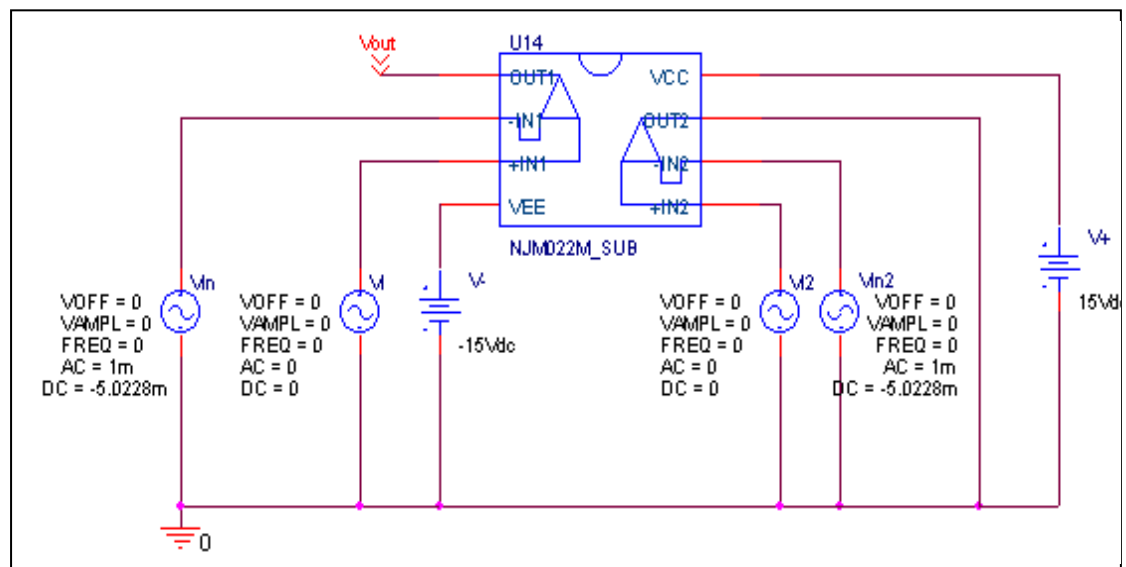 Vout
U14
OUT1
VCC
-IN1
OUT2
+IN1
-IN2
VEE
+IN2
NJM022M_SUB
V+
15Vdc
Vin
VOFF = 0
VAMPL = 0
FREQ = 0
AC = 1m
DC = -5.0228m
Vi
VOFF = 0
VAMPL = 0
FREQ = 0
AC = 0
DC = 0
V-
-15Vdc
Vi2
VOFF = 0
VAMPL = 0
FREQ = 0
AC = 0
DC = 0
Vin2
VOFF = 0
VAMPL = 0
FREQ = 0
AC = 1m
DC = -5.0228m
0